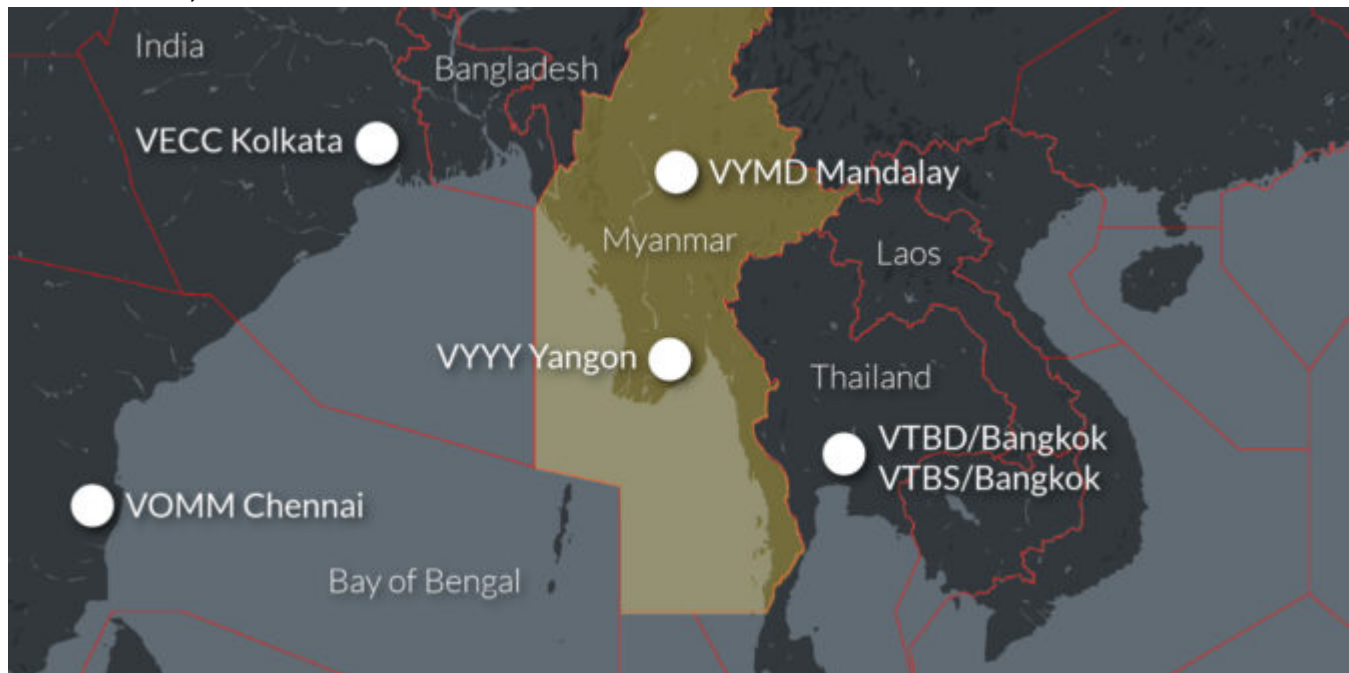 India
Bangladesh
VECC Kolkata
VYMD Mandalay
Myanmar
Laos
VYYY Yangon
Thailand
VTBD/Bangkok
VTBS/Bangkok
VOMM Chennai
Bay of Bengal